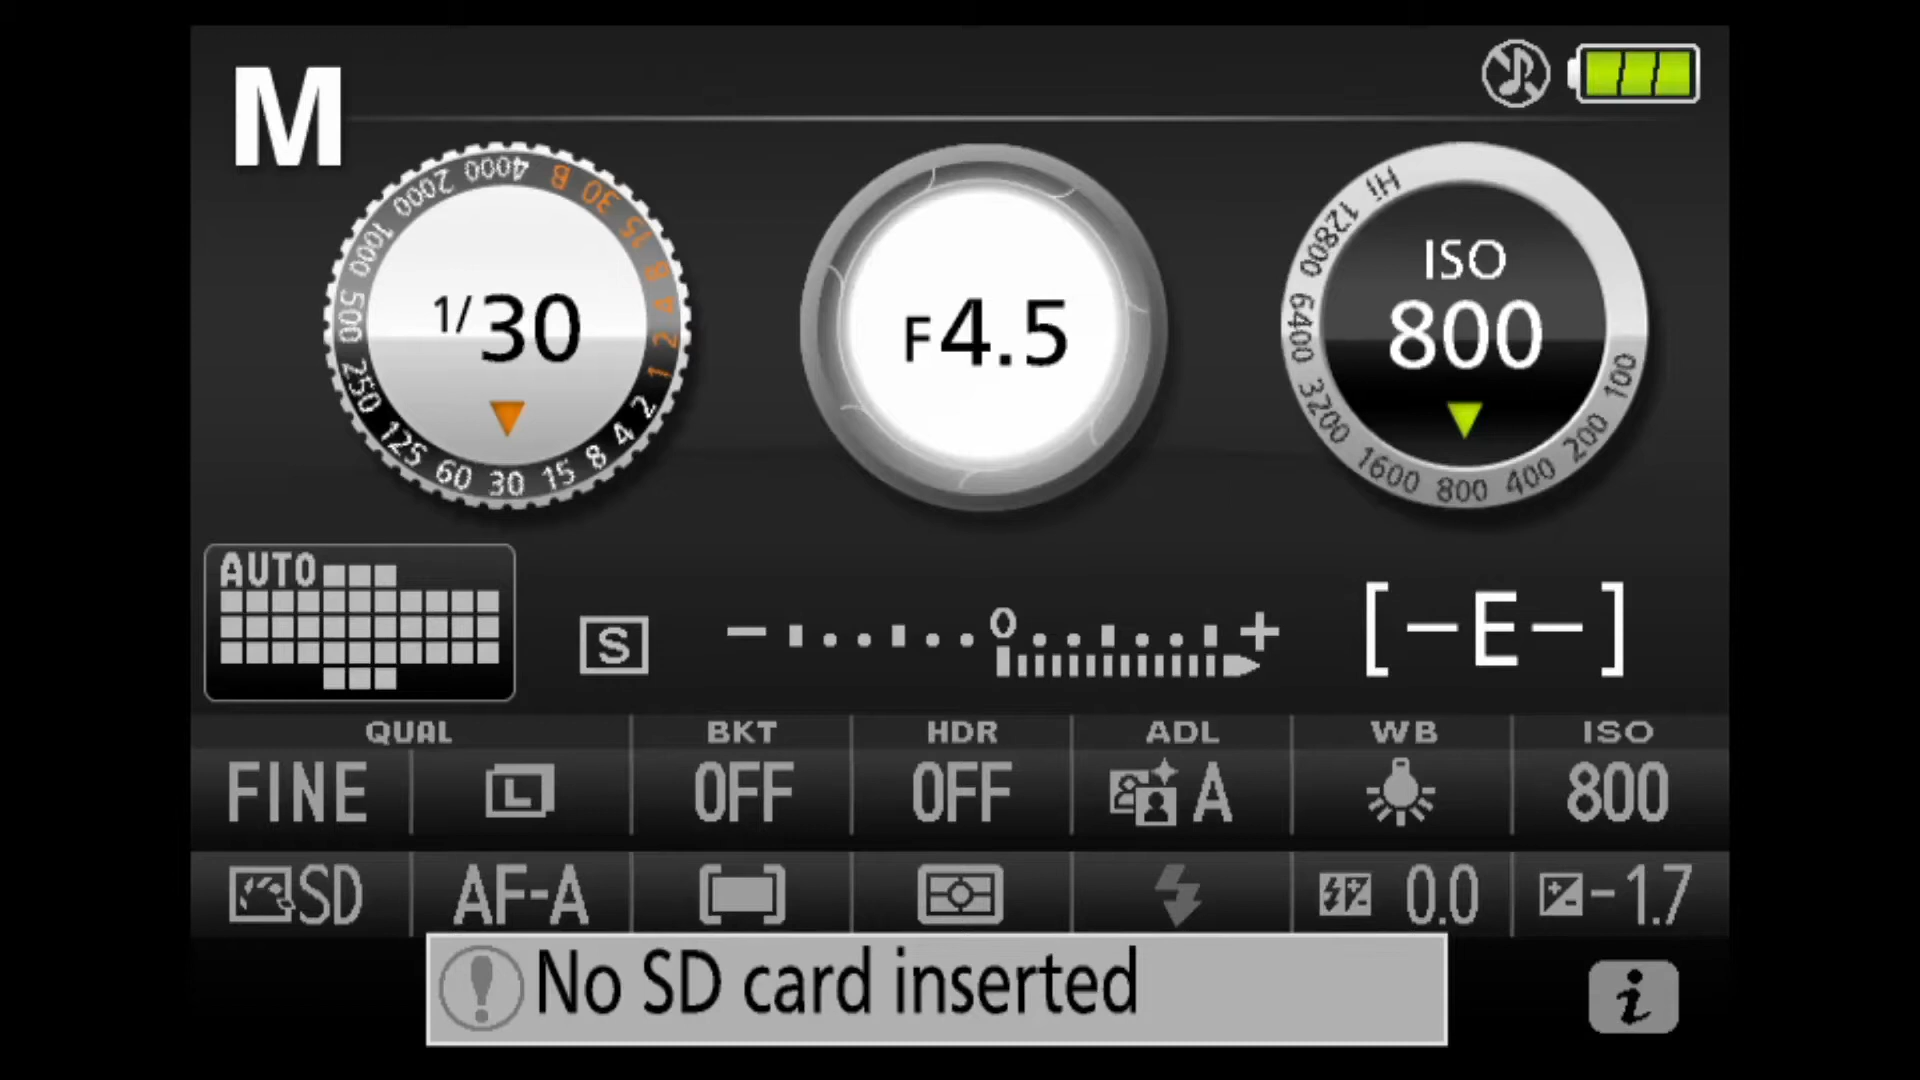 M
4000 2000 1000 500 250 125 60 30 15 8 4 2 1 2 4 8 15 30 B
1/30
F4.5
Hi 12800 6400 3200 1600 800 400 200 100
ISO
800
AUTO
S
- 0 +
[-E-]
QUAL BKT HDR ADL WB ISO
FINE L OFF OFF A 800
SD AF-A 0.0 -1.7
No SD card inserted
i